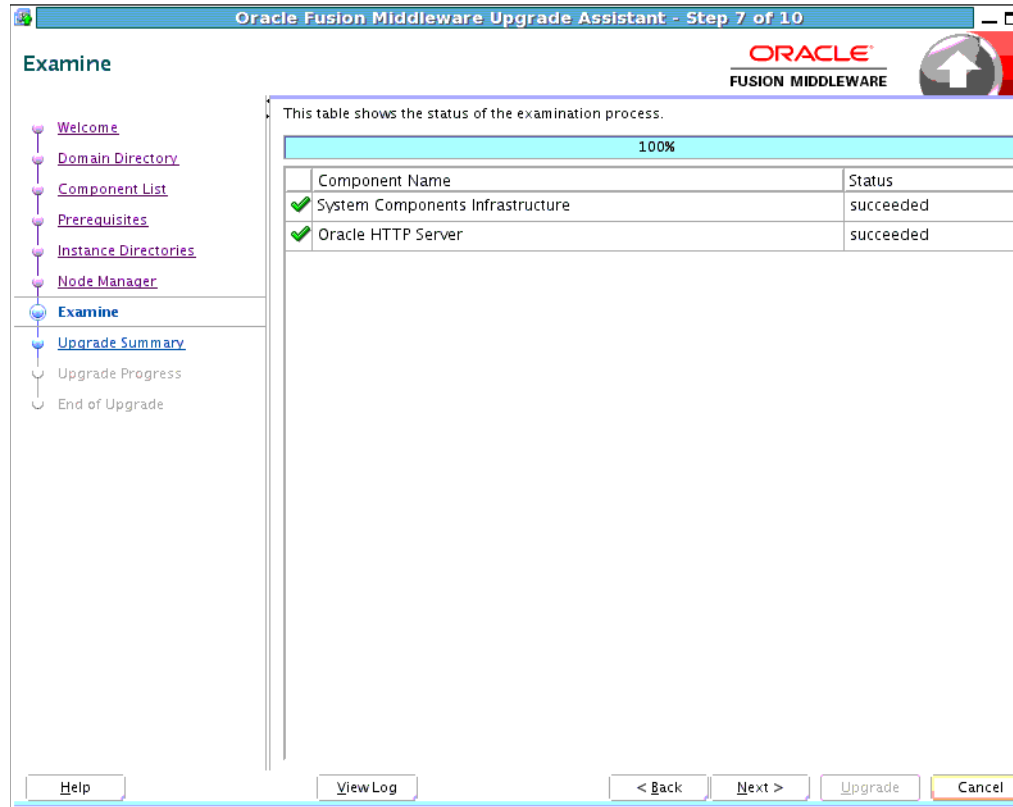 Oracle Fusion Middleware Upgrade Assistant - Step 7 of 10
Examine
ORACLE
FUSION MIDDLEWARE
Welcome
Domain Directory
Component List
Prerequisites
Instance Directories
Node Manager
Examine
Upgrade Summary
Upgrade Progress
End of Upgrade
This table shows the status of the examination process.
100%
Component Name Status
System Components Infrastructure succeeded
Oracle HTTP Server succeeded
Help View Log < Back Next > Upgrade Cancel